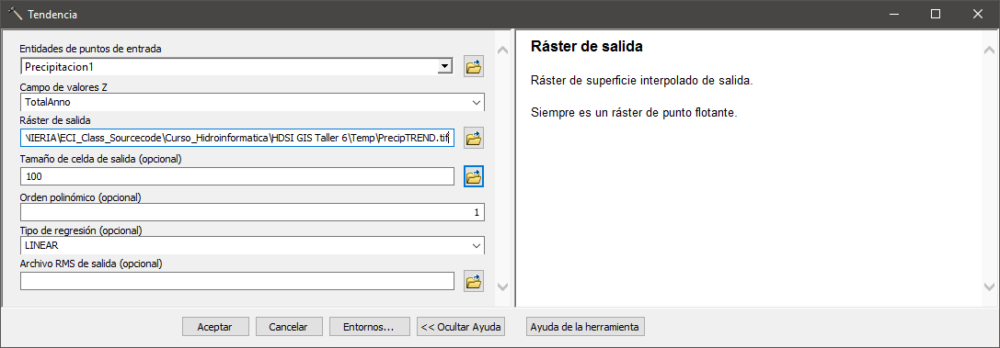 Tendencia
Entidades de puntos de entrada
Precipitacion1
Campo de valores Z
TotalAnno
Ráster de salida
NIERIA\ECI_Class_Sourcecode\Curso_Hidroinformatica\HDSI GIS Taller 6\Temp\PrecipTREND.tif
Tamaño de celda de salida (opcional)
100
Orden polinómico (opcional)
1
Tipo de regresión (opcional)
LINEAR
Archivo RMS de salida (opcional)
Ráster de salida
Ráster de superficie interpolado de salida.
Siempre es un ráster de punto flotante.
Aceptar
Cancelar
Entornos...
<< Ocultar Ayuda
Ayuda de la herramienta